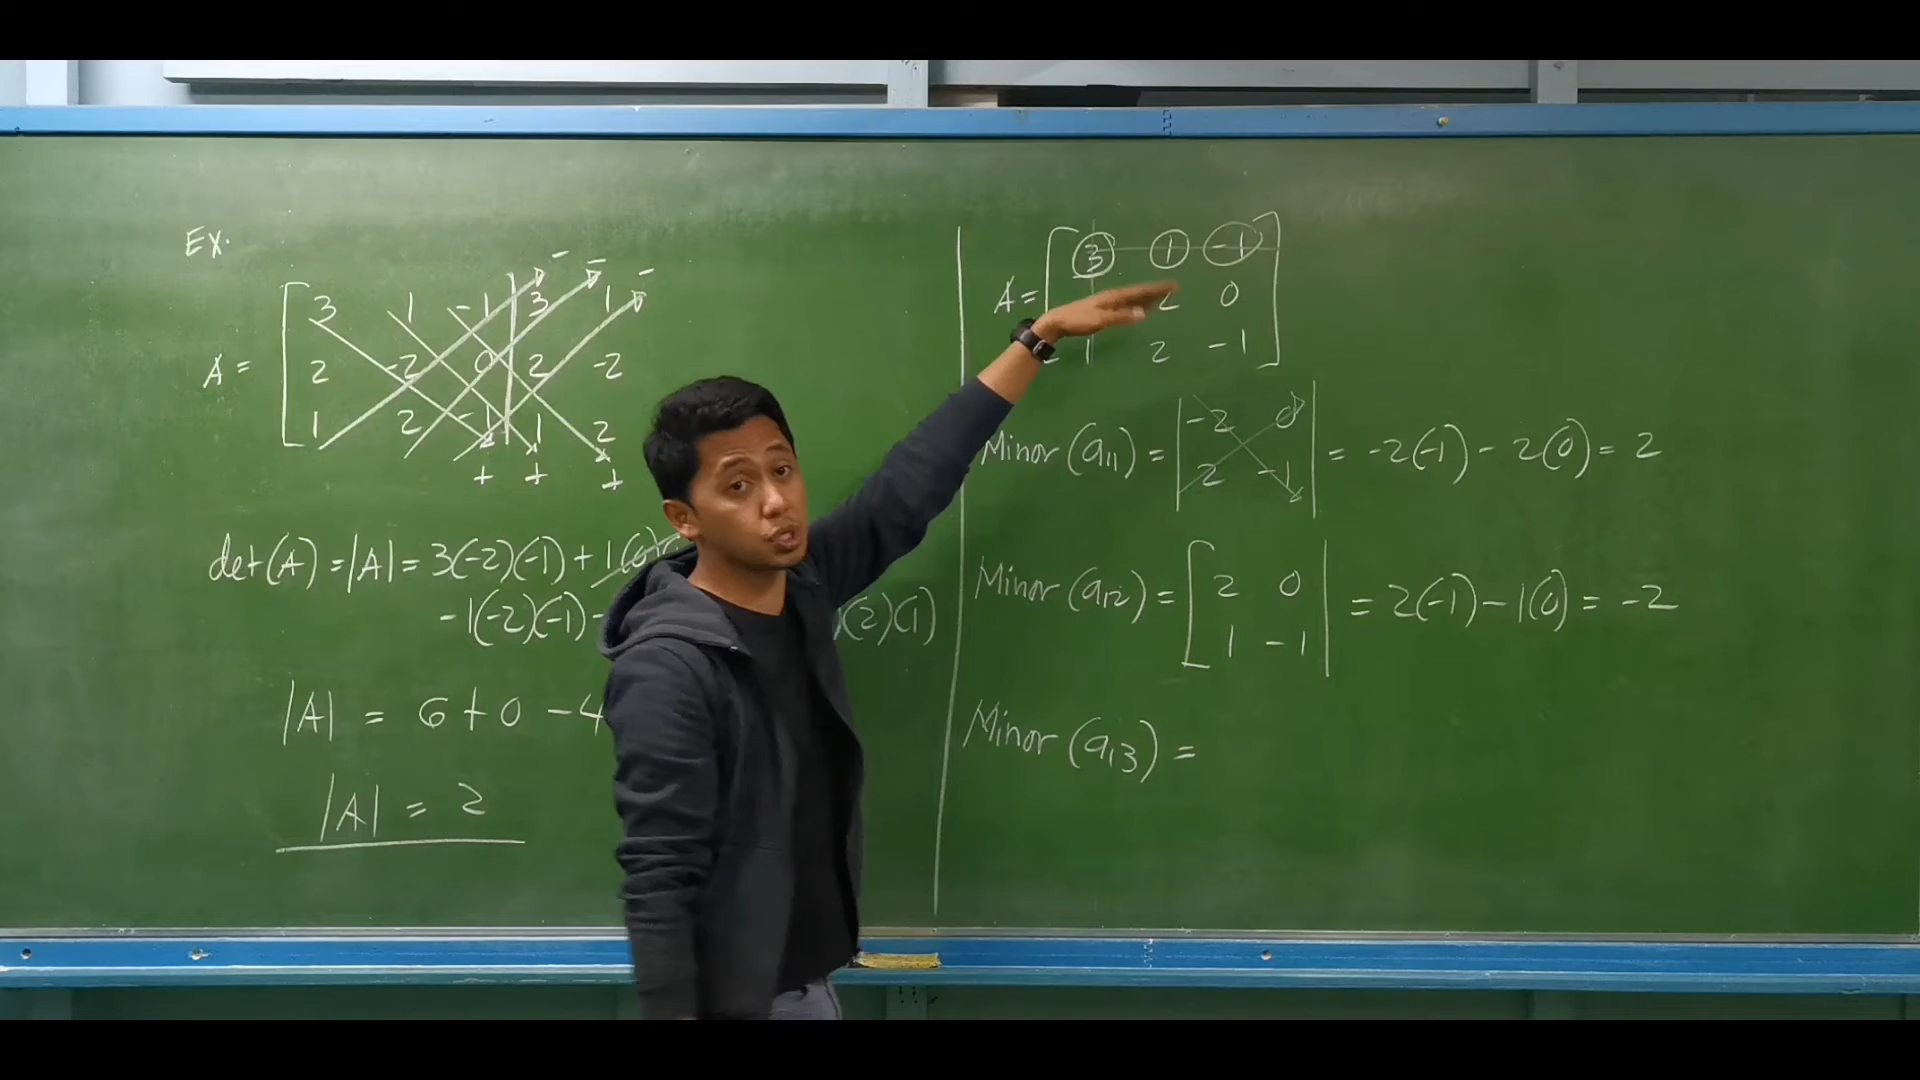 EX.
A = [ 3 1 -1 | 3 1
2 -2 0 | 2 -2
1 2 -1 | 1 2
- - -
+ + +
det(A) = |A| = 3(-2)(-1) + 1(0)
-1(-2)(-1) - )(2)(1)
|A| = 6 + 0 - 4
|A| = 2
A = [ 3 1 -1 ]
2 0
1 2 -1
Minor (a11) = | -2 0 | = -2(-1) - 2(0) = 2
2 -1
Minor (a12) = [ 2 0 | = 2(-1) - 1(0) = -2
1 -1
Minor (a13) =